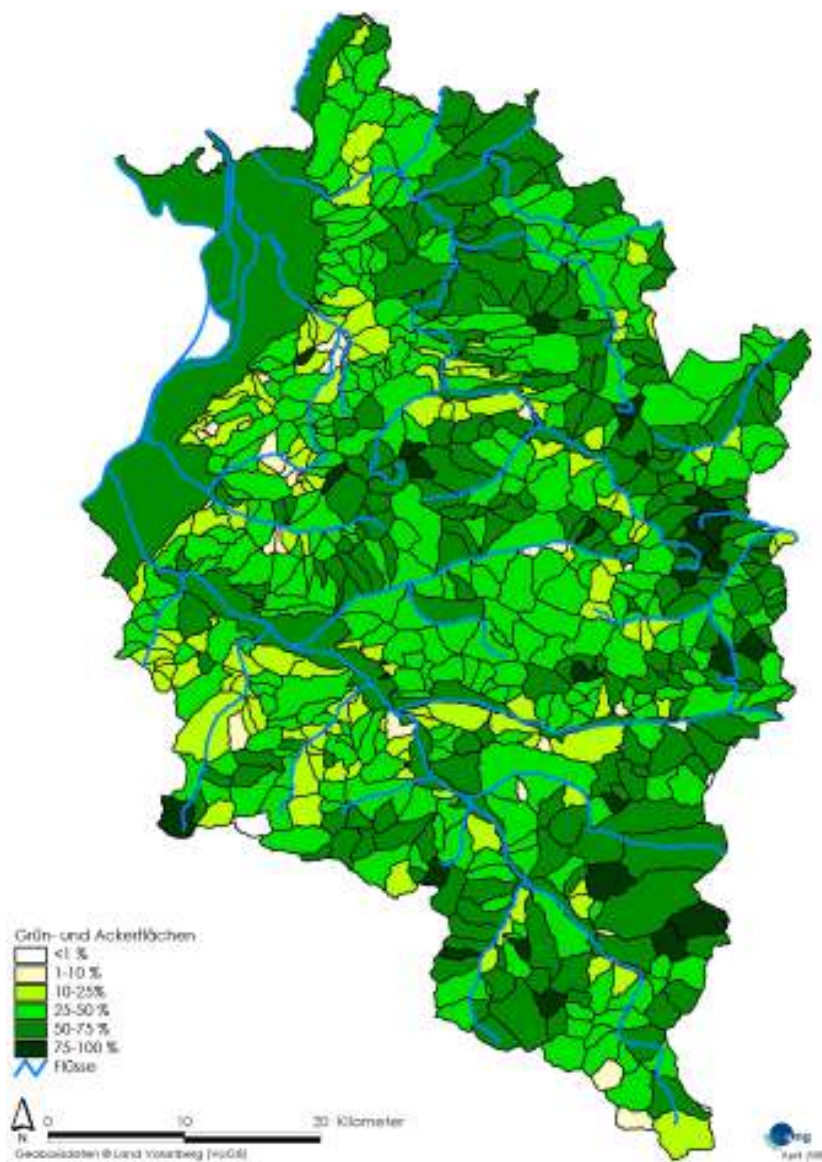 Grün- und Ackerflächen
<1 %
1-10 %
10-25%
25-50 %
50-75 %
75-100 %
Flüsse
0 10 20 Kilometer
N
Geobasisdaten © Land Vorarlberg (VoGIS)
April